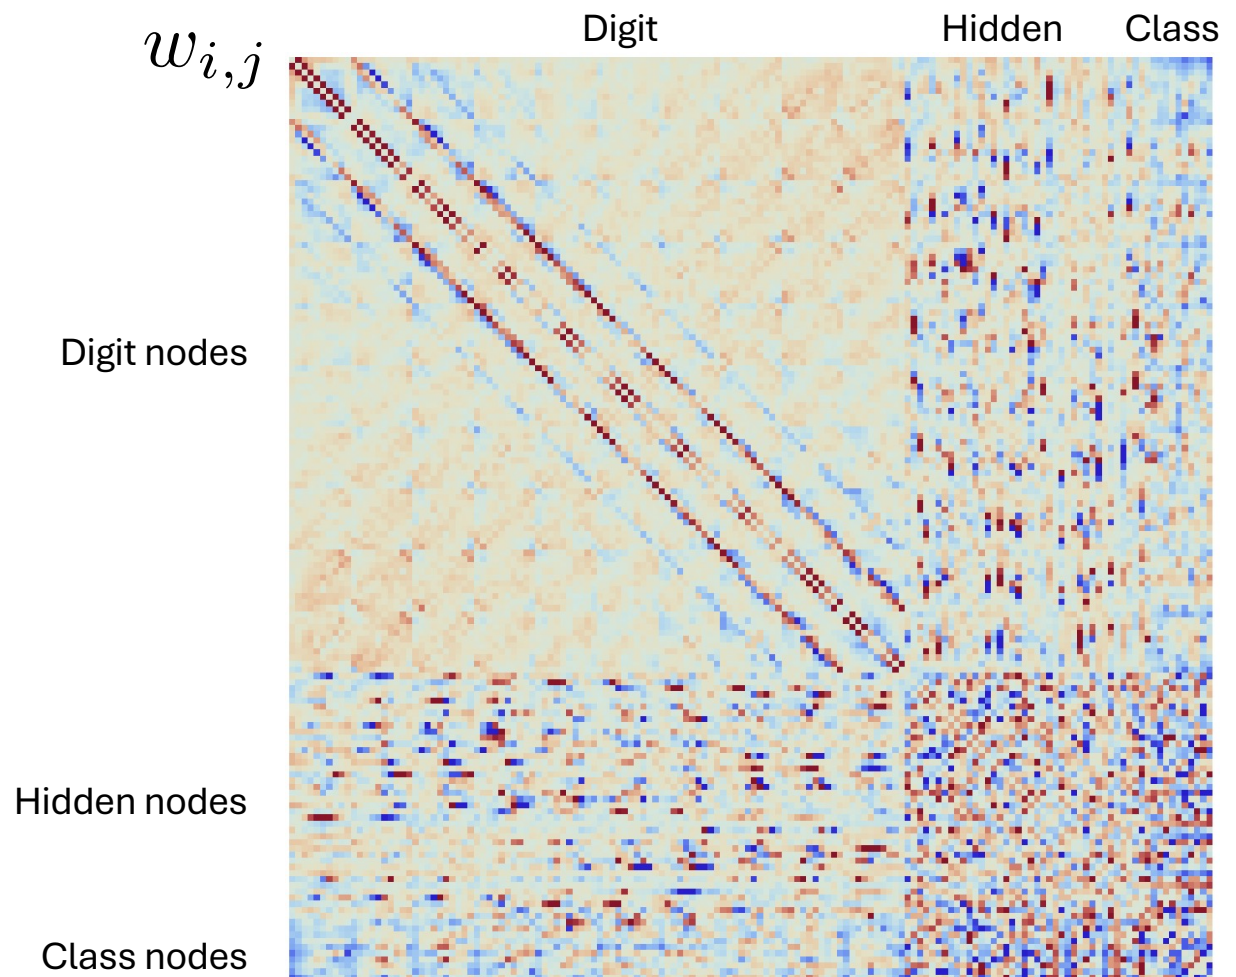 Digit Hidden Class
w_{i,j}
Digit nodes
Hidden nodes
Class nodes